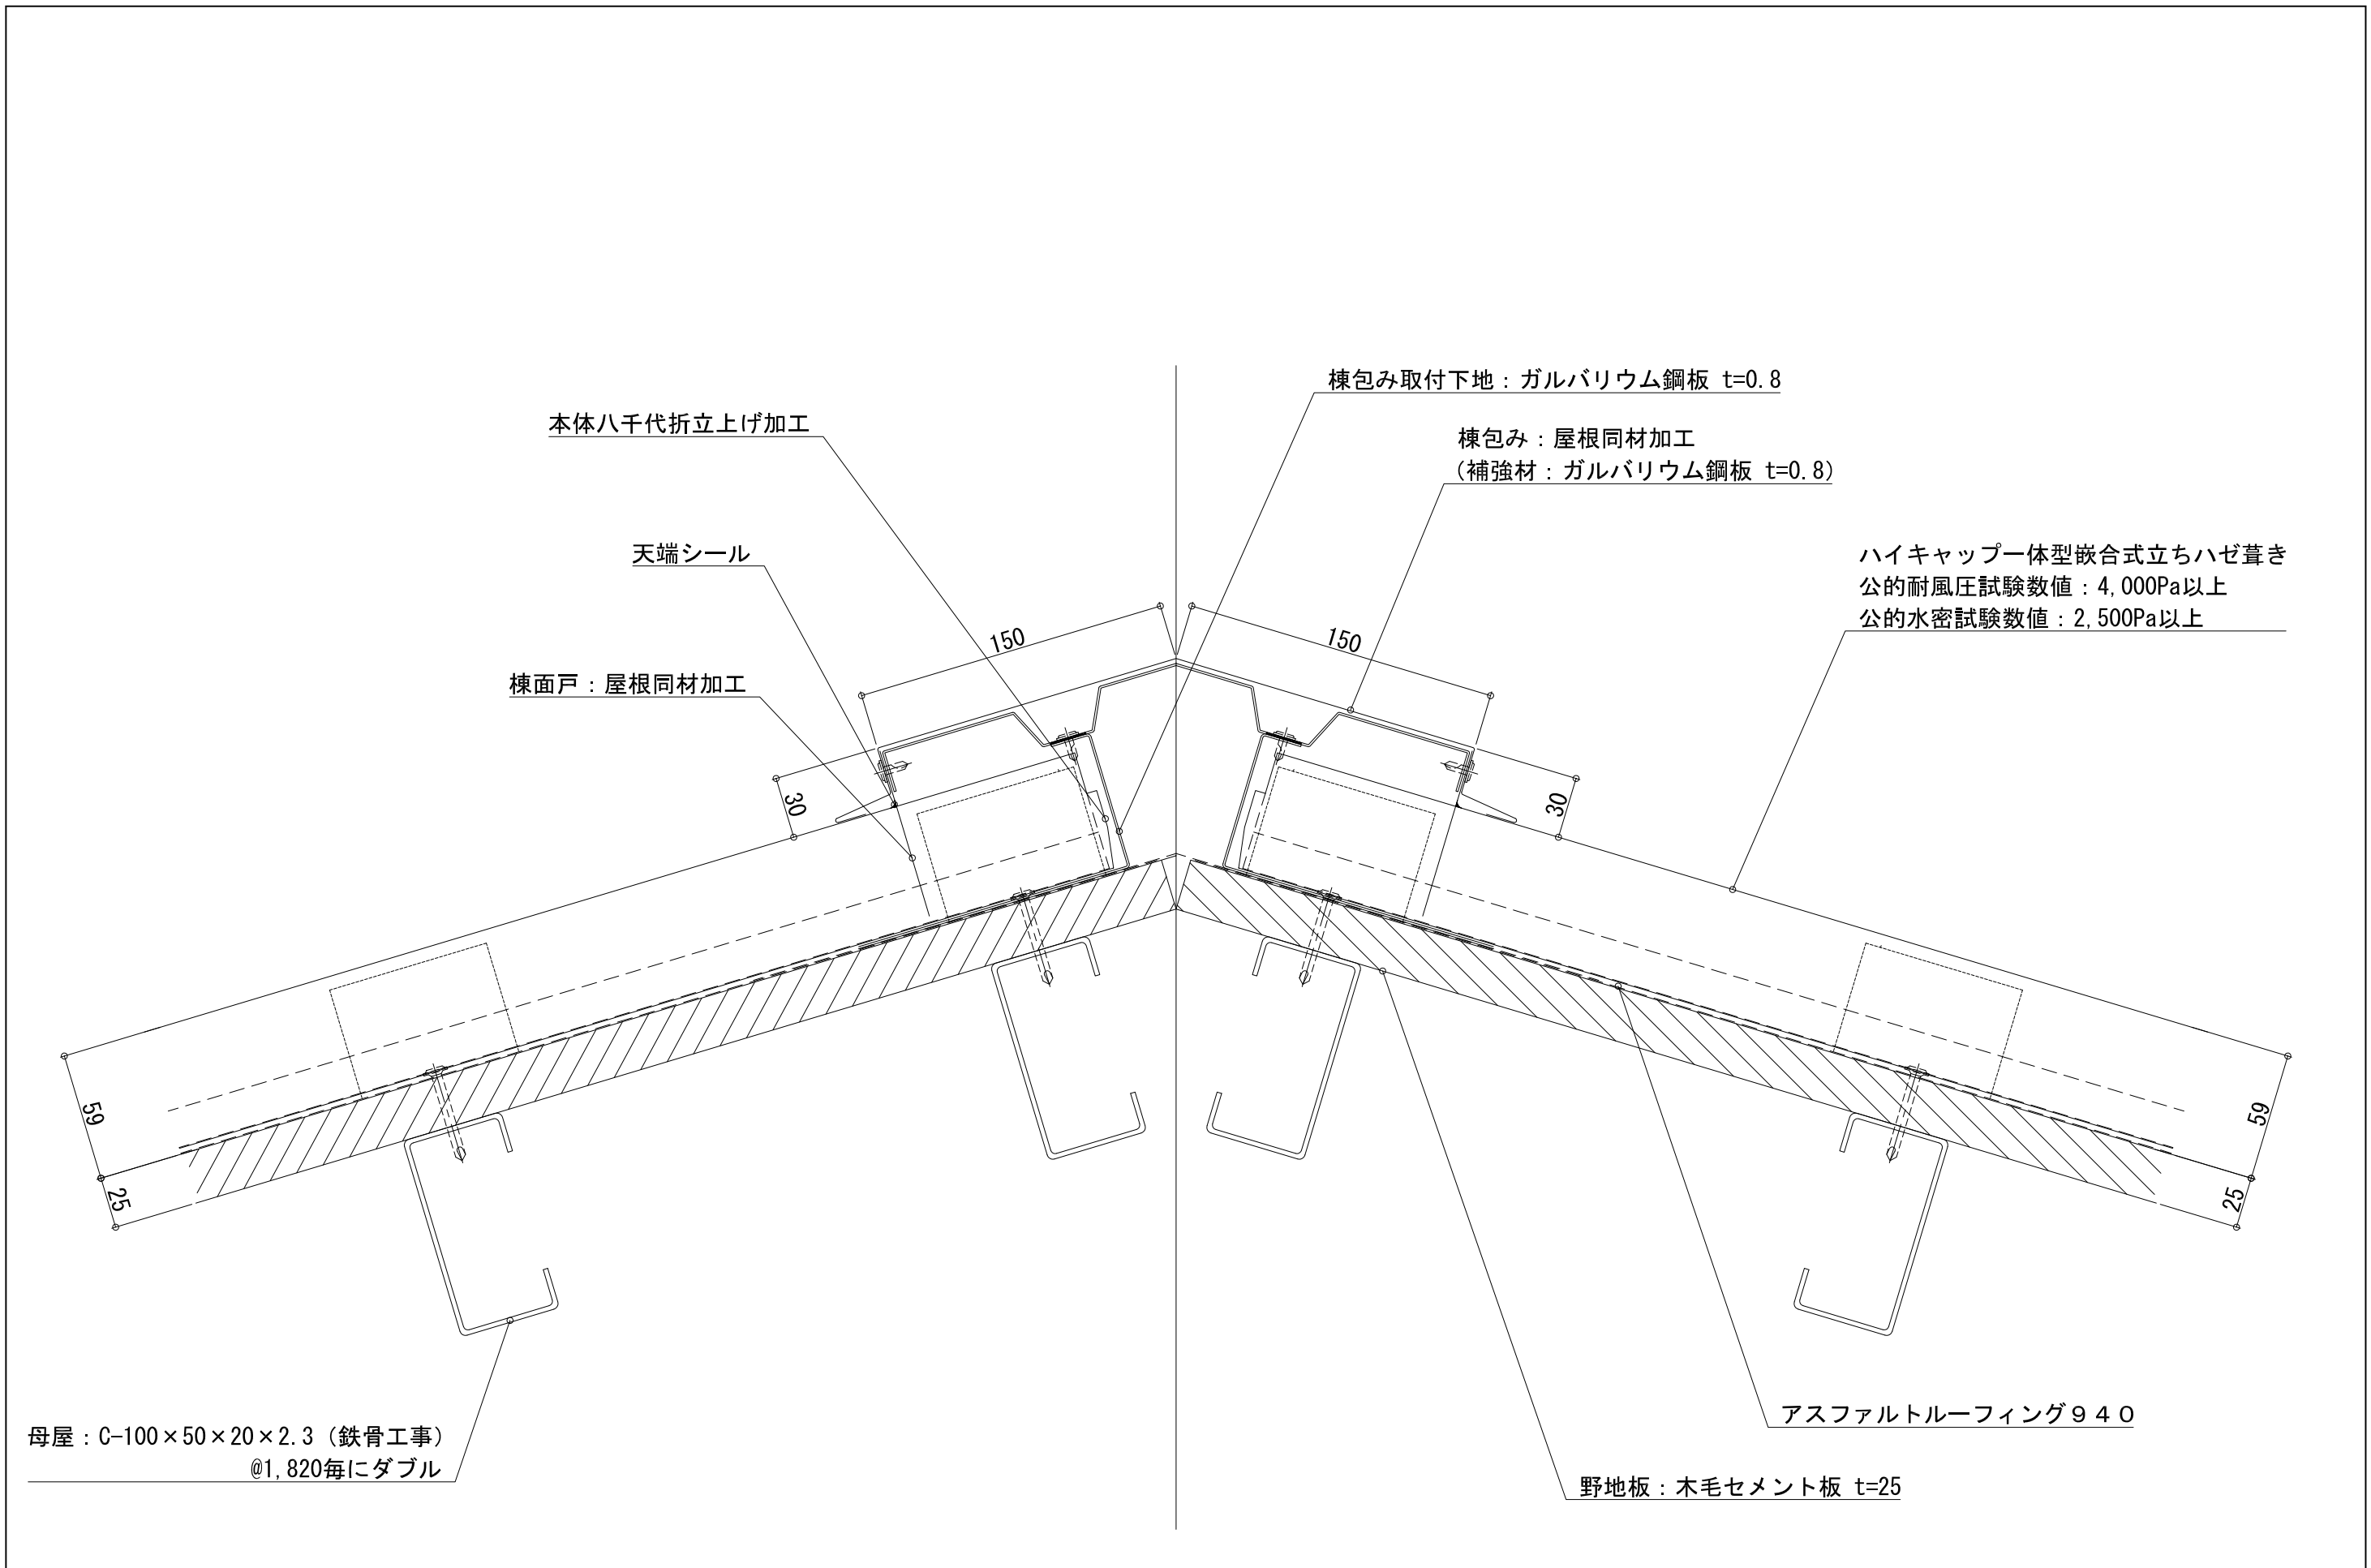 棟包み取付下地：ガルバリウム鋼板 t=0.8
本体八千代折立上げ加工
棟包み：屋根同材加工
（補強材：ガルバリウム鋼板 t=0.8）
天端シール
ハイキャップ一体型嵌合式立ちハゼ葺き
公的耐風圧試験数値：4,000Pa以上
公的水密試験数値：2,500Pa以上
150
150
棟面戸：屋根同材加工
30
30
59
59
25
25
アスファルトルーフィング９４０
母屋：C-100×50×20×2.3（鉄骨工事）
@1,820毎にダブル
野地板：木毛セメント板 t=25